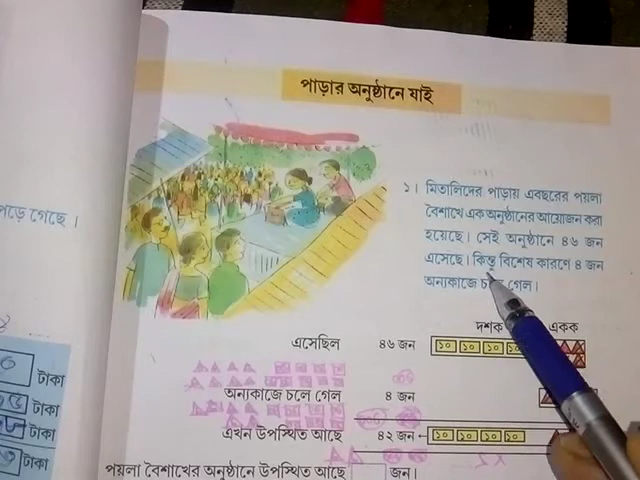 পাড়ার অনুষ্ঠানে যাই
১। মিতালিদের পাড়ায় এবছরের পয়লা
বৈশাখে এক অনুষ্ঠানের আয়োজন করা
হয়েছে। সেই অনুষ্ঠানে ৪৬ জন
এসেছে। কিন্তু বিশেষ কারণে ৪ জন
অন্যকাজে গেল।
পড়ে গেছে।
দশক একক
এসেছিল ৪৬ জন ১০ ১০ ১০ ১০
অন্যকাজে চলে গেল ৪ জন
এখন উপস্থিত আছে ৪২ জন ১০ ১০ ১০ ১০
পয়লা বৈশাখের অনুষ্ঠানে উপস্থিত আছে জন।
টাকা
টাকা
টাকা
টাকা